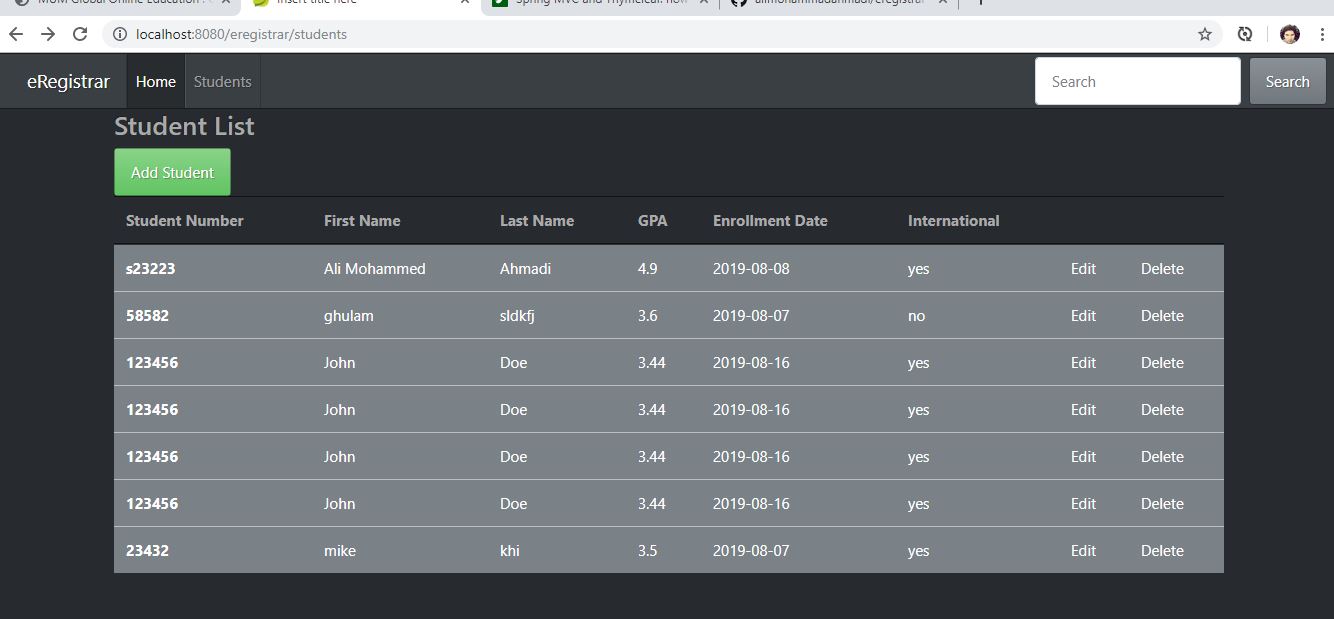 MUM Global Online Education : Insert title here Spring MVC and Thymeleaf: how alimohammadahmadi/eregistrar
localhost:8080/eregistrar/students
eRegistrar Home Students Search Search
Student List
Add Student
Student Number First Name Last Name GPA Enrollment Date International
s23223 Ali Mohammed Ahmadi 4.9 2019-08-08 yes Edit Delete
58582 ghulam sldkfj 3.6 2019-08-07 no Edit Delete
123456 John Doe 3.44 2019-08-16 yes Edit Delete
123456 John Doe 3.44 2019-08-16 yes Edit Delete
123456 John Doe 3.44 2019-08-16 yes Edit Delete
123456 John Doe 3.44 2019-08-16 yes Edit Delete
23432 mike khi 3.5 2019-08-07 yes Edit Delete